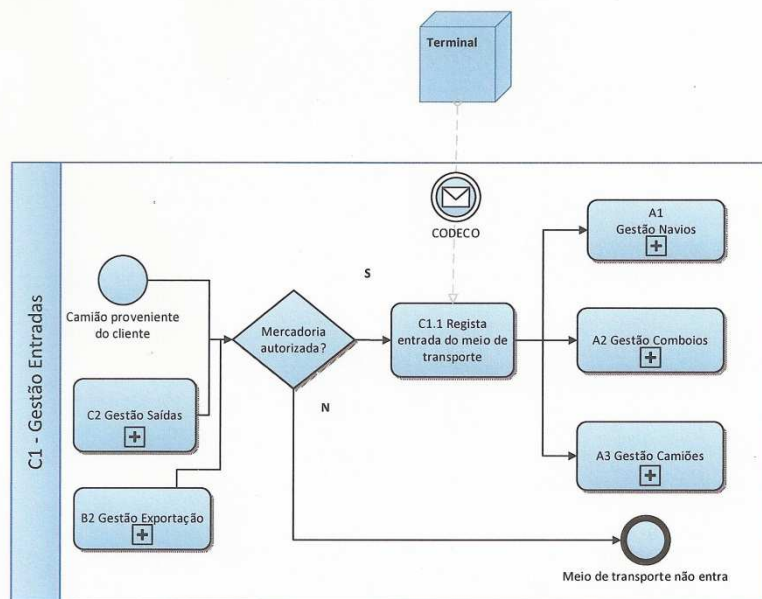 Terminal
CODECO
C1 - Gestão Entradas
Camião proveniente
do cliente
C2 Gestão Saídas
B2 Gestão Exportação
Mercadoria
autorizada?
S
N
C1.1 Regista
entrada do meio de
transporte
A1
Gestão Navios
A2 Gestão Comboios
A3 Gestão Camiões
Meio de transporte não entra